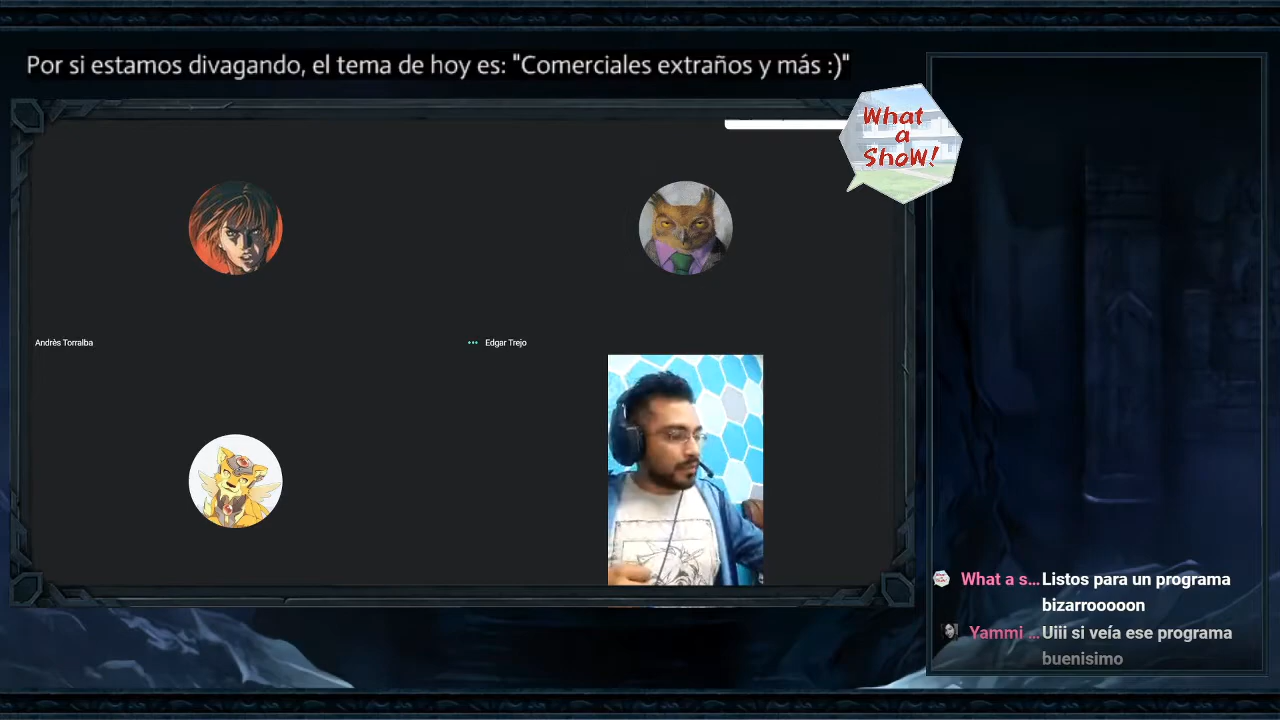 Por si estamos divagando, el tema de hoy es: "Comerciales extraños y más :)"
What
a
ShoW!
Andrès Torralba
Edgar Trejo
What a s... Listos para un programa
bizarrooooon
Yammi ... Uiii si veía ese programa
buenisimo